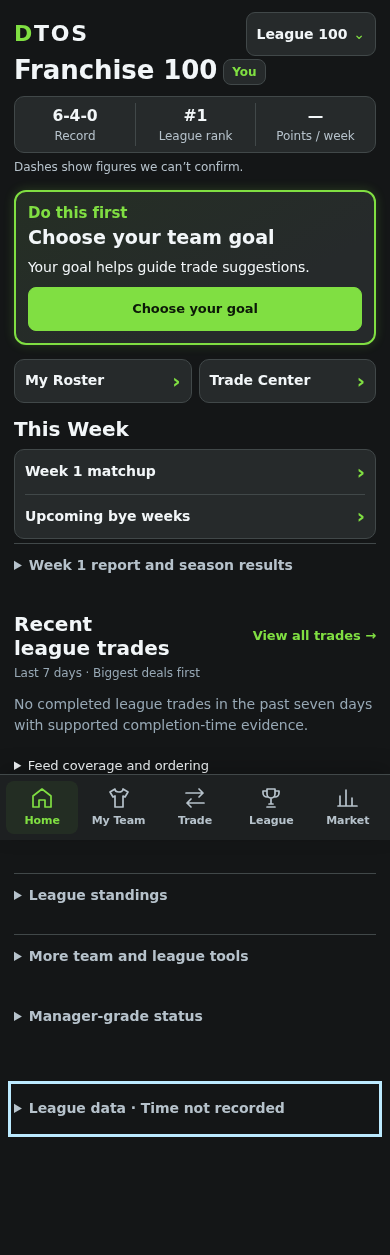 DTOS
League 100
Franchise 100 You
6-4-0 #1 —
Record League rank Points / week
Dashes show figures we can’t confirm.
Do this first
Choose your team goal
Your goal helps guide trade suggestions.
Choose your goal
My Roster › Trade Center ›
This Week
Week 1 matchup ›
Upcoming bye weeks ›
Week 1 report and season results
Recent
league trades
View all trades →
Last 7 days · Biggest deals first
No completed league trades in the past seven days
with supported completion-time evidence.
Feed coverage and ordering
Home My Team Trade League Market
League standings
More team and league tools
Manager-grade status
League data · Time not recorded